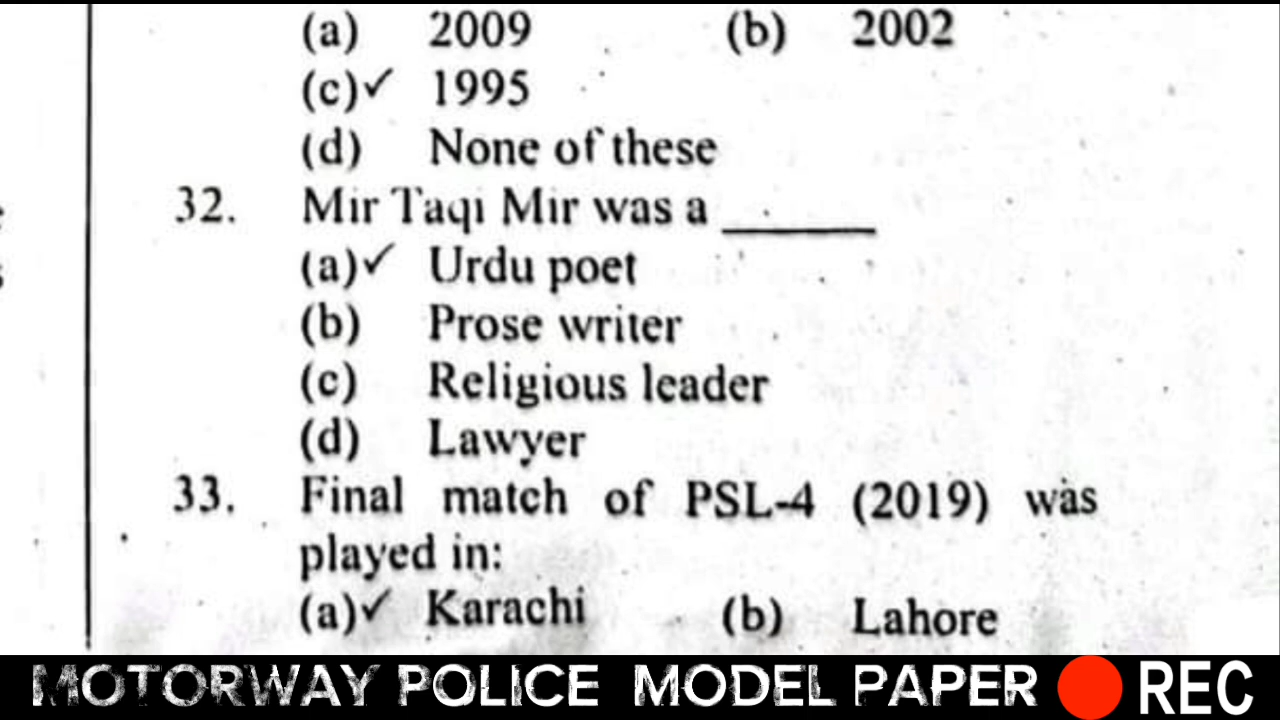 (a) 2009 (b) 2002
(c)✓ 1995
(d) None of these
32. Mir Taqi Mir was a ______
(a)✓ Urdu poet
(b) Prose writer
(c) Religious leader
(d) Lawyer
33. Final match of PSL-4 (2019) was
played in:
(a)✓ Karachi (b) Lahore
MOTORWAY POLICE MODEL PAPER REC